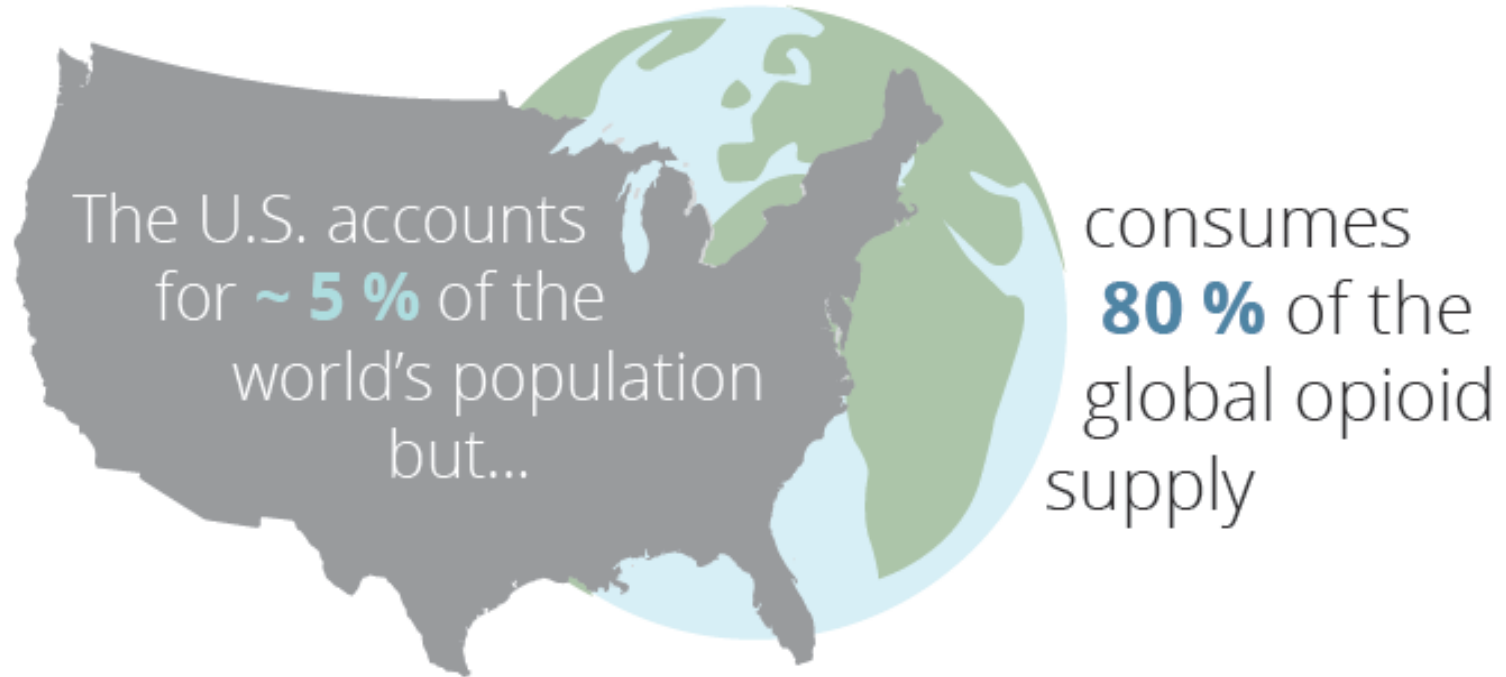 The U.S. accounts
for ~ 5 % of the
world’s population
but...
consumes
80 % of the
global opioid
supply